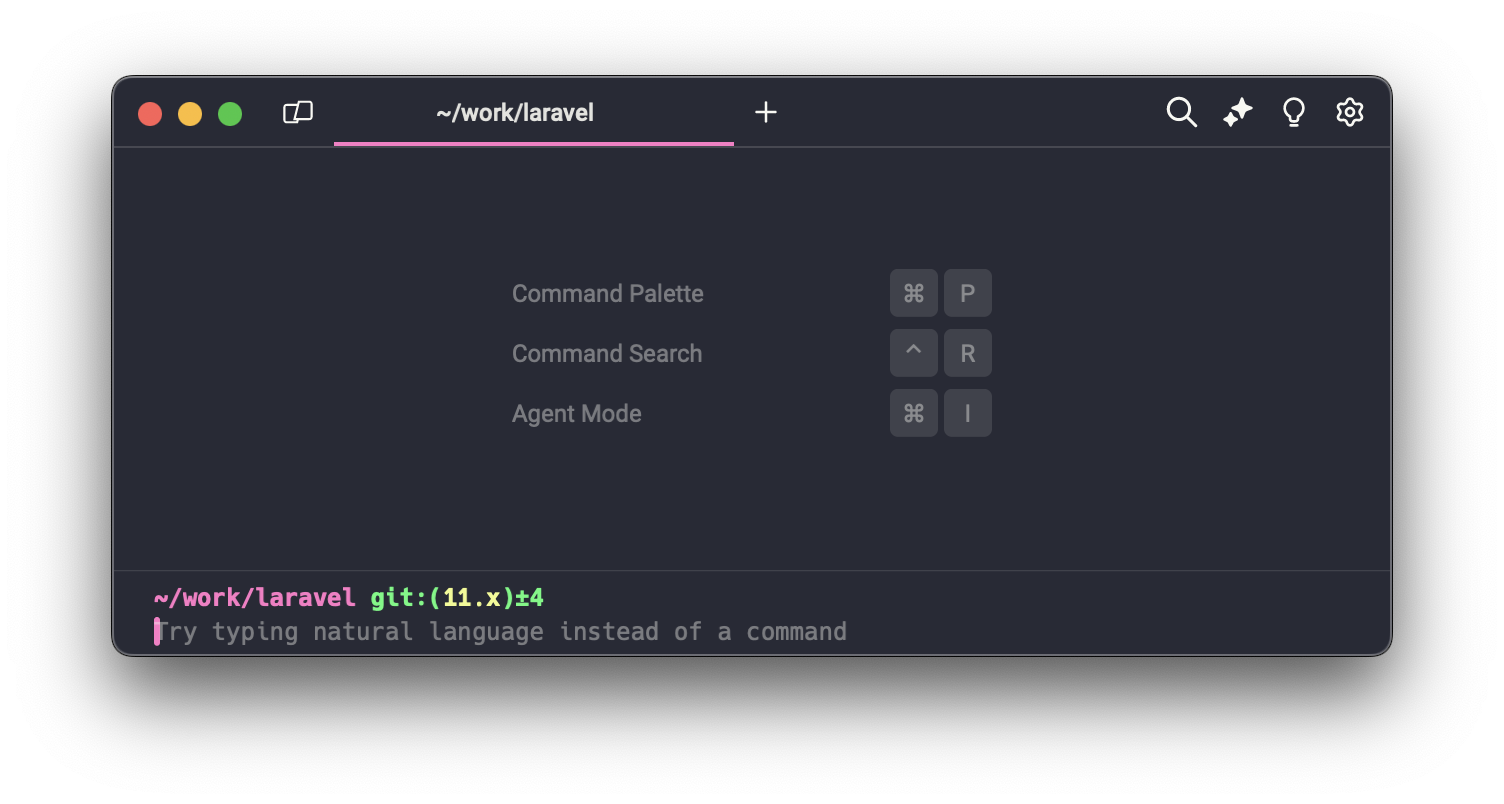 ~/work/laravel
Command Palette ⌘ P
Command Search ^ R
Agent Mode ⌘ I
~/work/laravel git:(11.x)±4
Try typing natural language instead of a command